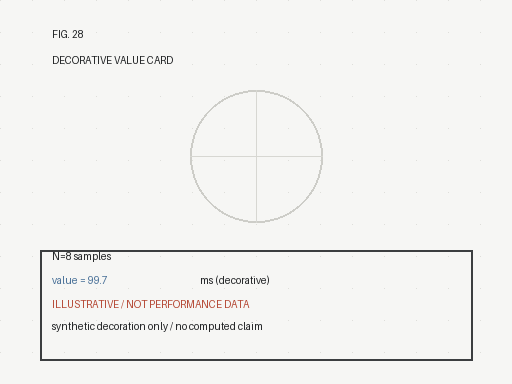 FIG. 28
DECORATIVE VALUE CARD
N=8 samples
value = 99.7 ms (decorative)
ILLUSTRATIVE / NOT PERFORMANCE DATA
synthetic decoration only / no computed claim